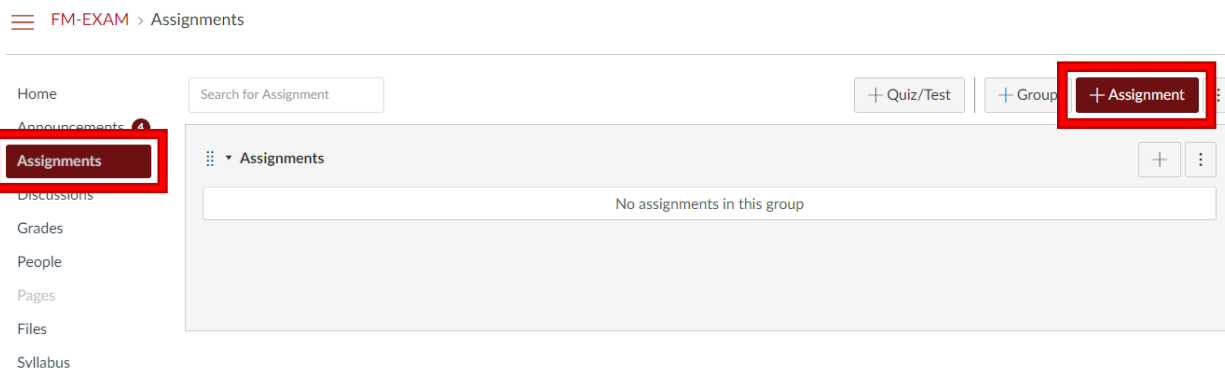 FM-EXAM > Assignments
Home
Search for Assignment
+ Quiz/Test
+ Group
+ Assignment
Announcements 4
Assignments
Assignments
Discussions
No assignments in this group
Grades
People
Pages
Files
Syllabus